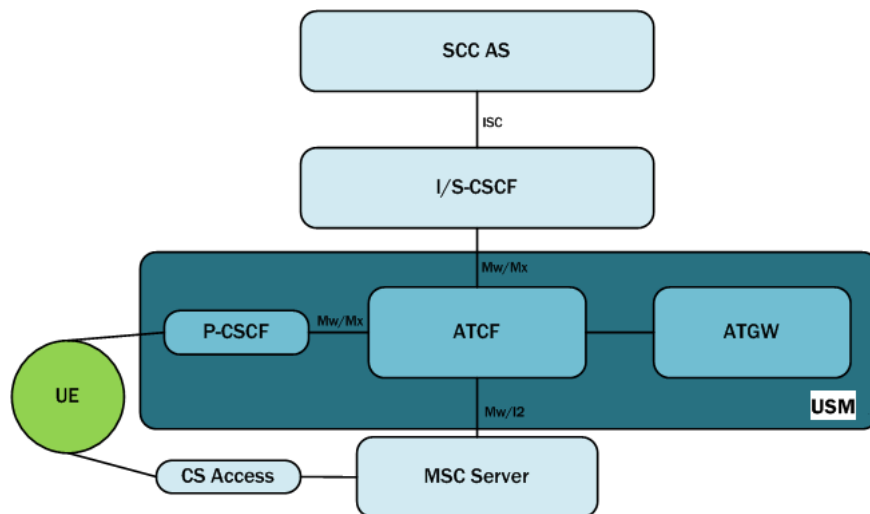 SCC AS
ISC
I/S-CSCF
Mw/Mx
P-CSCF
Mw/Mx
ATCF
ATGW
UE
Mw/I2
USM
CS Access
MSC Server